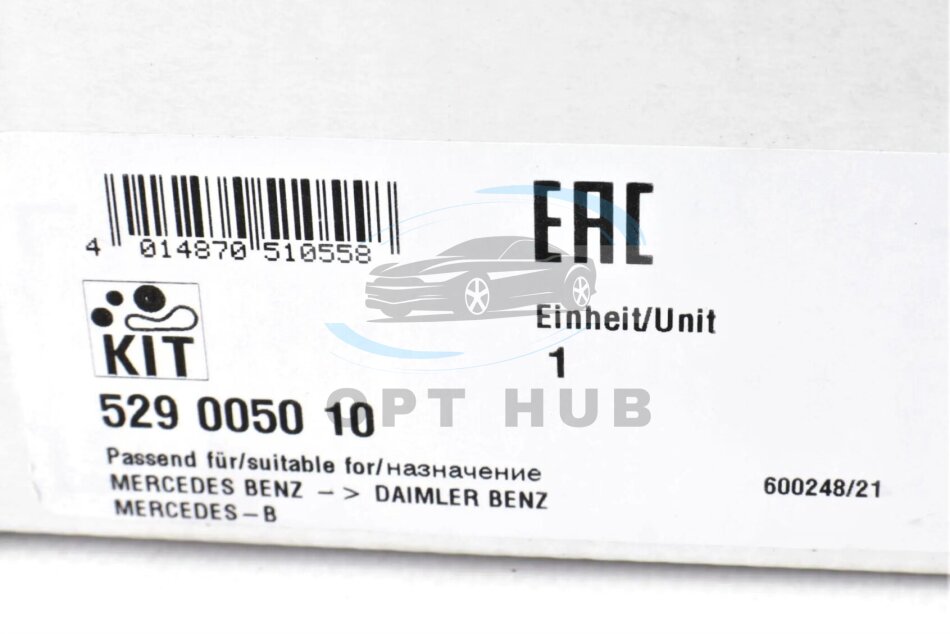 4 014870 510558
EAC
KIT
Einheit/Unit
1
OPT HUB
529 0050 10
Passend für/suitable for/назначение
MERCEDES BENZ -> DAIMLER BENZ
MERCEDES-B
600248/21